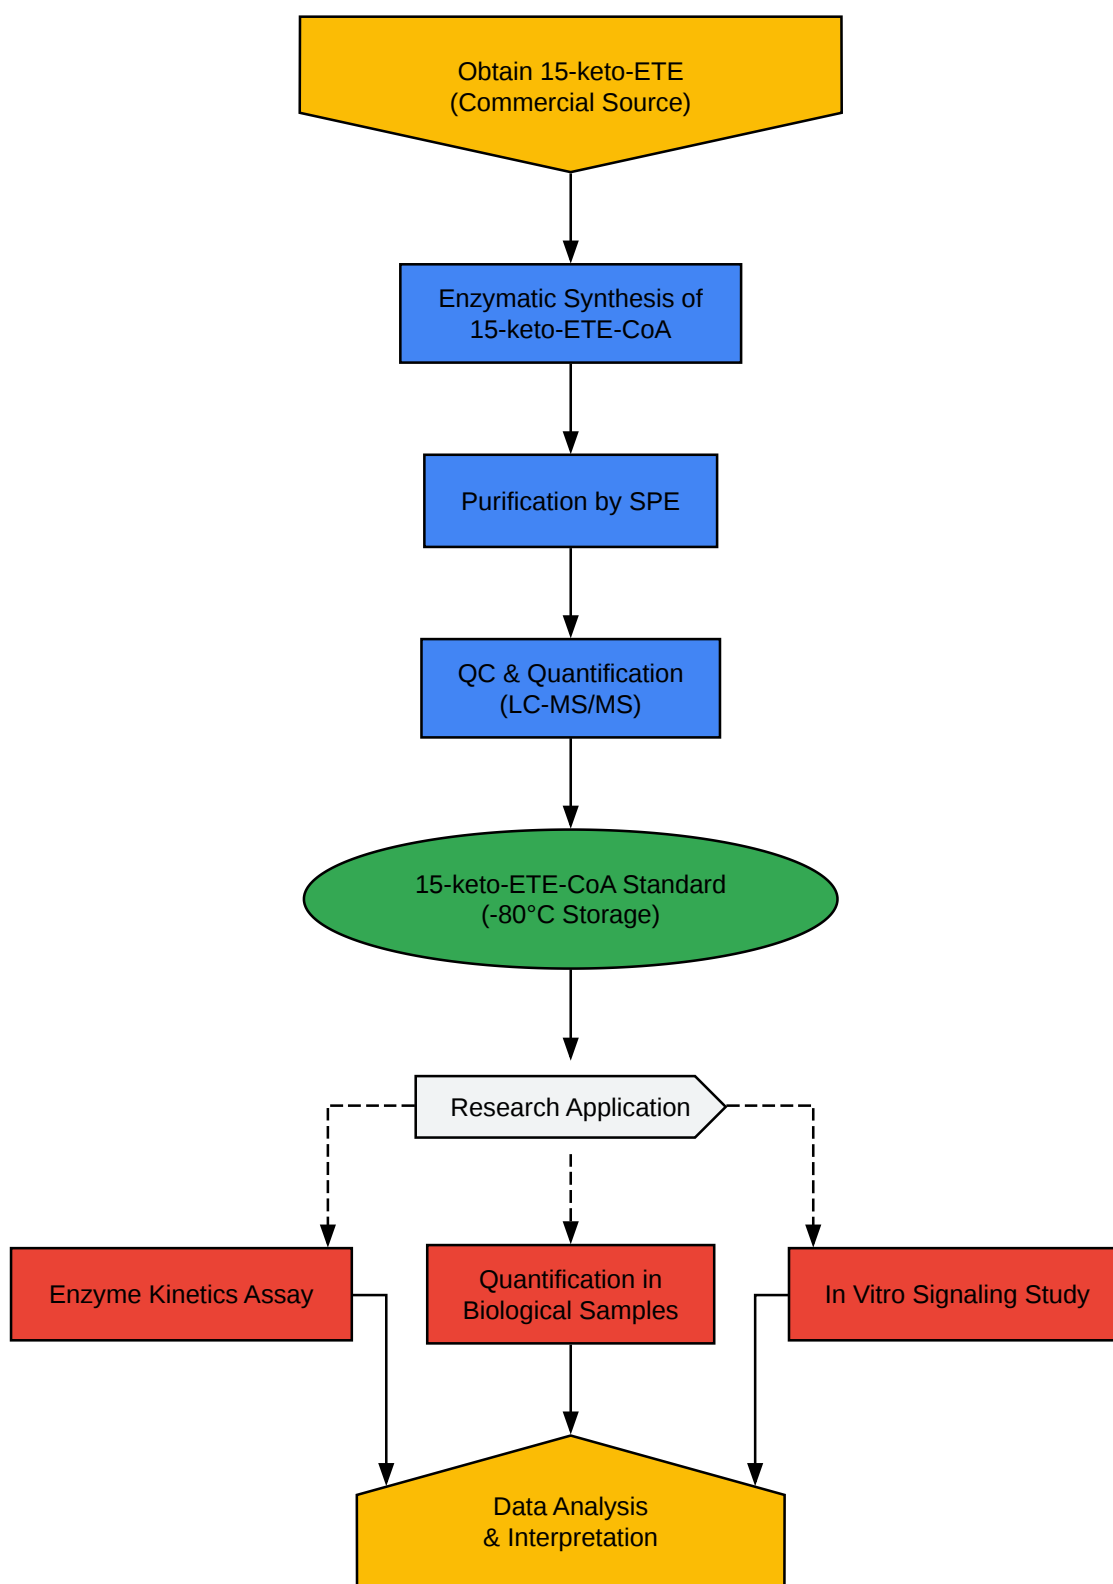 Obtain 15-keto-ETE
(Commercial Source)
Enzymatic Synthesis of
15-keto-ETE-CoA
Purification by SPE
QC & Quantification
(LC-MS/MS)
15-keto-ETE-CoA Standard
(-80°C Storage)
Research Application
Enzyme Kinetics Assay
Quantification in
Biological Samples
In Vitro Signaling Study
Data Analysis
& Interpretation